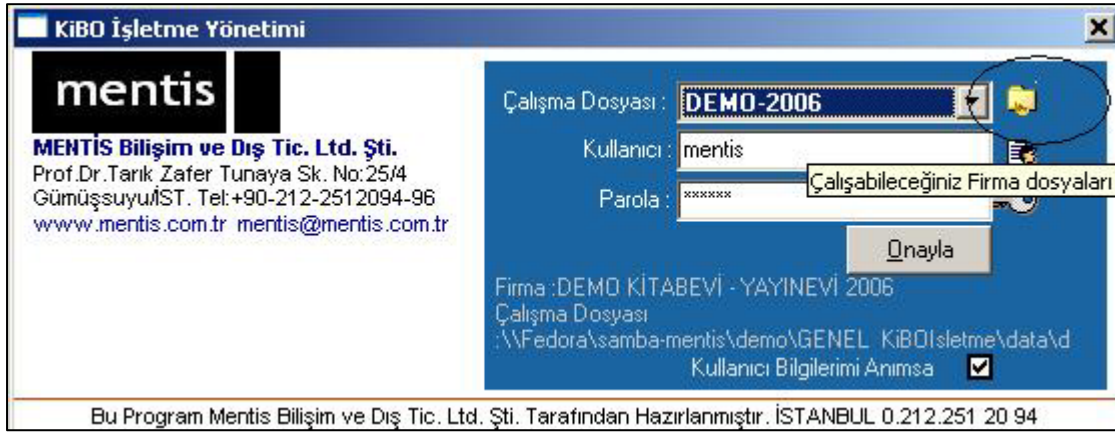 KiBO İşletme Yönetimi
mentis
MENTİS Bilişim ve Dış Tic. Ltd. Şti.
Prof.Dr.Tarık Zafer Tunaya Sk. No:25/4
Gümüşsuyu/İST. Tel:+90-212-2512094-96
www.mentis.com.tr mentis@mentis.com.tr
Çalışma Dosyası : DEMO-2006
Kullanıcı : mentis
Çalışabileceğiniz Firma dosyaları
Parola : ××××××
Onayla
Firma :DEMO KİTABEVİ - YAYINEVİ 2006
Çalışma Dosyası
:\\Fedora\samba-mentis\demo\GENEL KiBOIsletme\data\d
Kullanıcı Bilgilerimi Anımsa
Bu Program Mentis Bilişim ve Dış Tic. Ltd. Şti. Tarafından Hazırlanmıştır. İSTANBUL 0.212.251 20 94